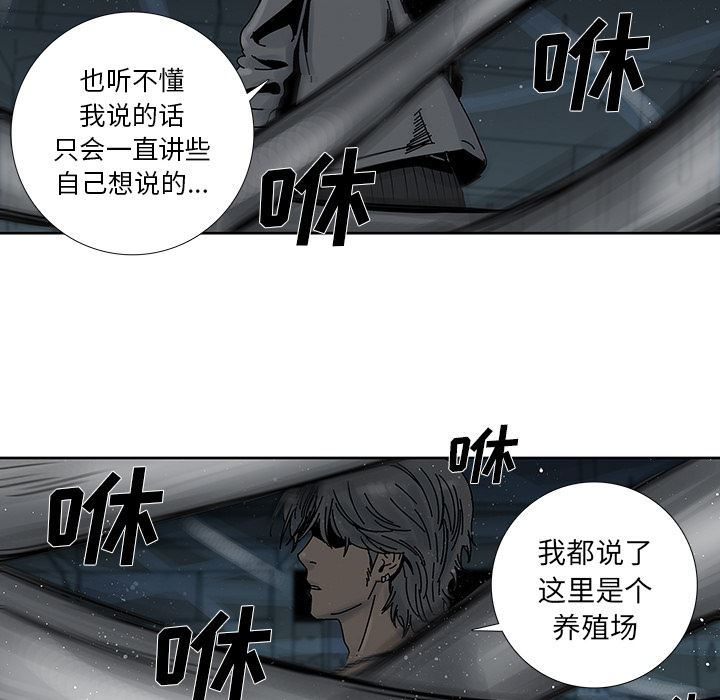 也听不懂
我说的话
只会一直讲些
自己想说的...
咻
咻
咻
咻
我都说了
这里是个
养殖场
咻